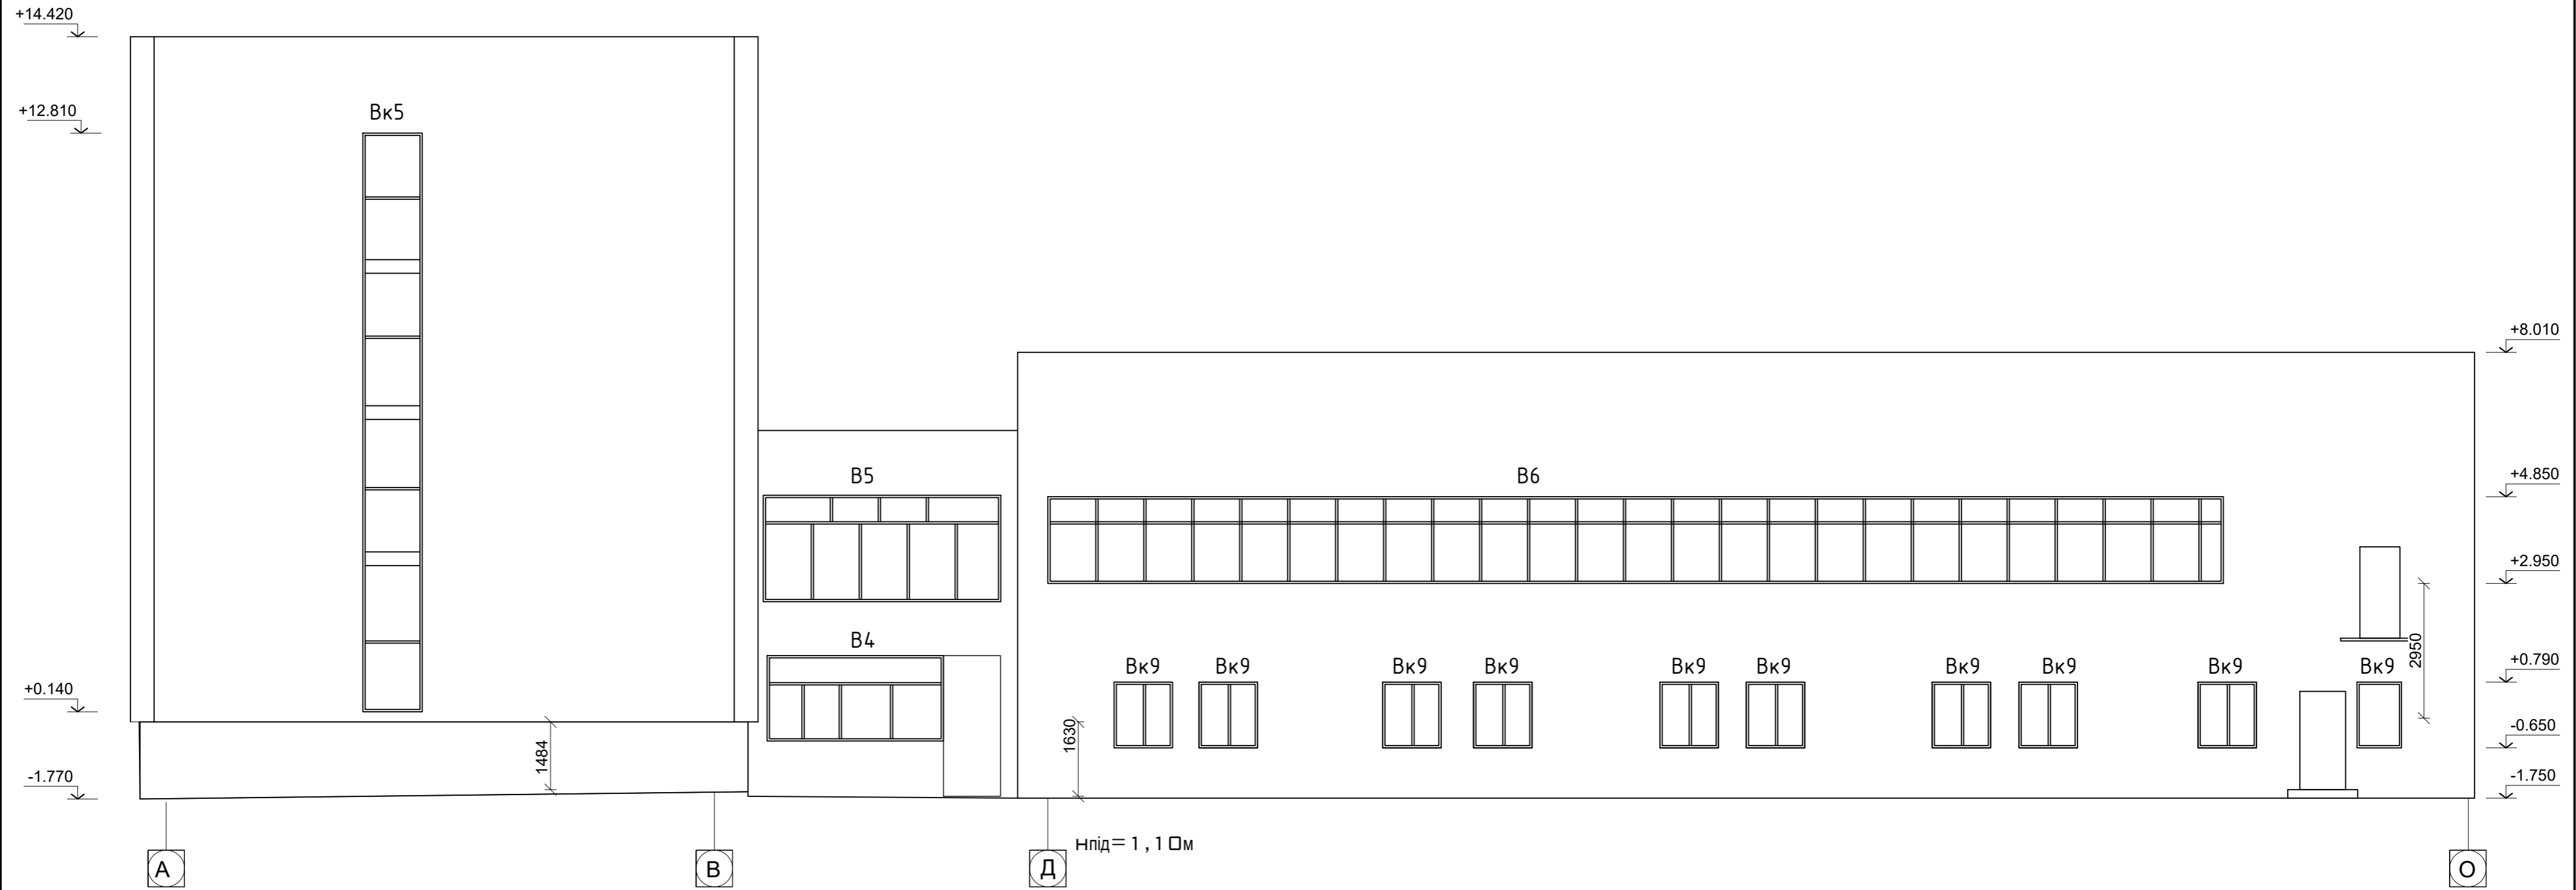 +14.420
+12.810
Вк5
+8.010
В5
В6
+4.850
+2.950
В4
2950
Вк9
Вк9
Вк9
Вк9
Вк9
Вк9
Вк9
Вк9
Вк9
Вк9
+0.790
+0.140
1484
1630
-0.650
-1.770
-1.750
нпід=1,10м
А
В
Д
О